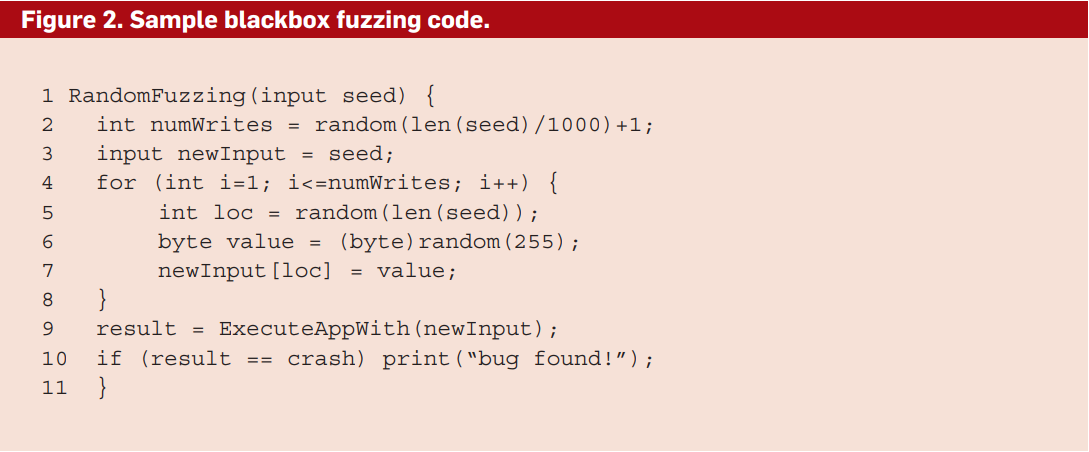 Figure 2. Sample blackbox fuzzing code.
1 RandomFuzzing(input seed) {
2 int numWrites = random(len(seed)/1000)+1;
3 input newInput = seed;
4 for (int i=1; i<=numWrites; i++) {
5 int loc = random(len(seed));
6 byte value = (byte)random(255);
7 newInput[loc] = value;
8 }
9 result = ExecuteAppWith(newInput);
10 if (result == crash) print(“bug found!”);
11 }